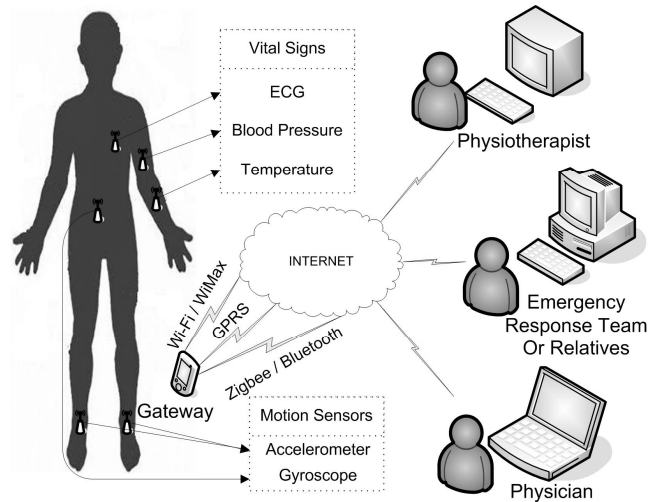 Vital Signs
ECG
Blood Pressure
Temperature
Physiotherapist
INTERNET
Emergency
Response Team
Or Relatives
Wi-Fi / WiMax
GPRS
Zigbee / Bluetooth
Gateway
Motion Sensors
Accelerometer
Gyroscope
Physician